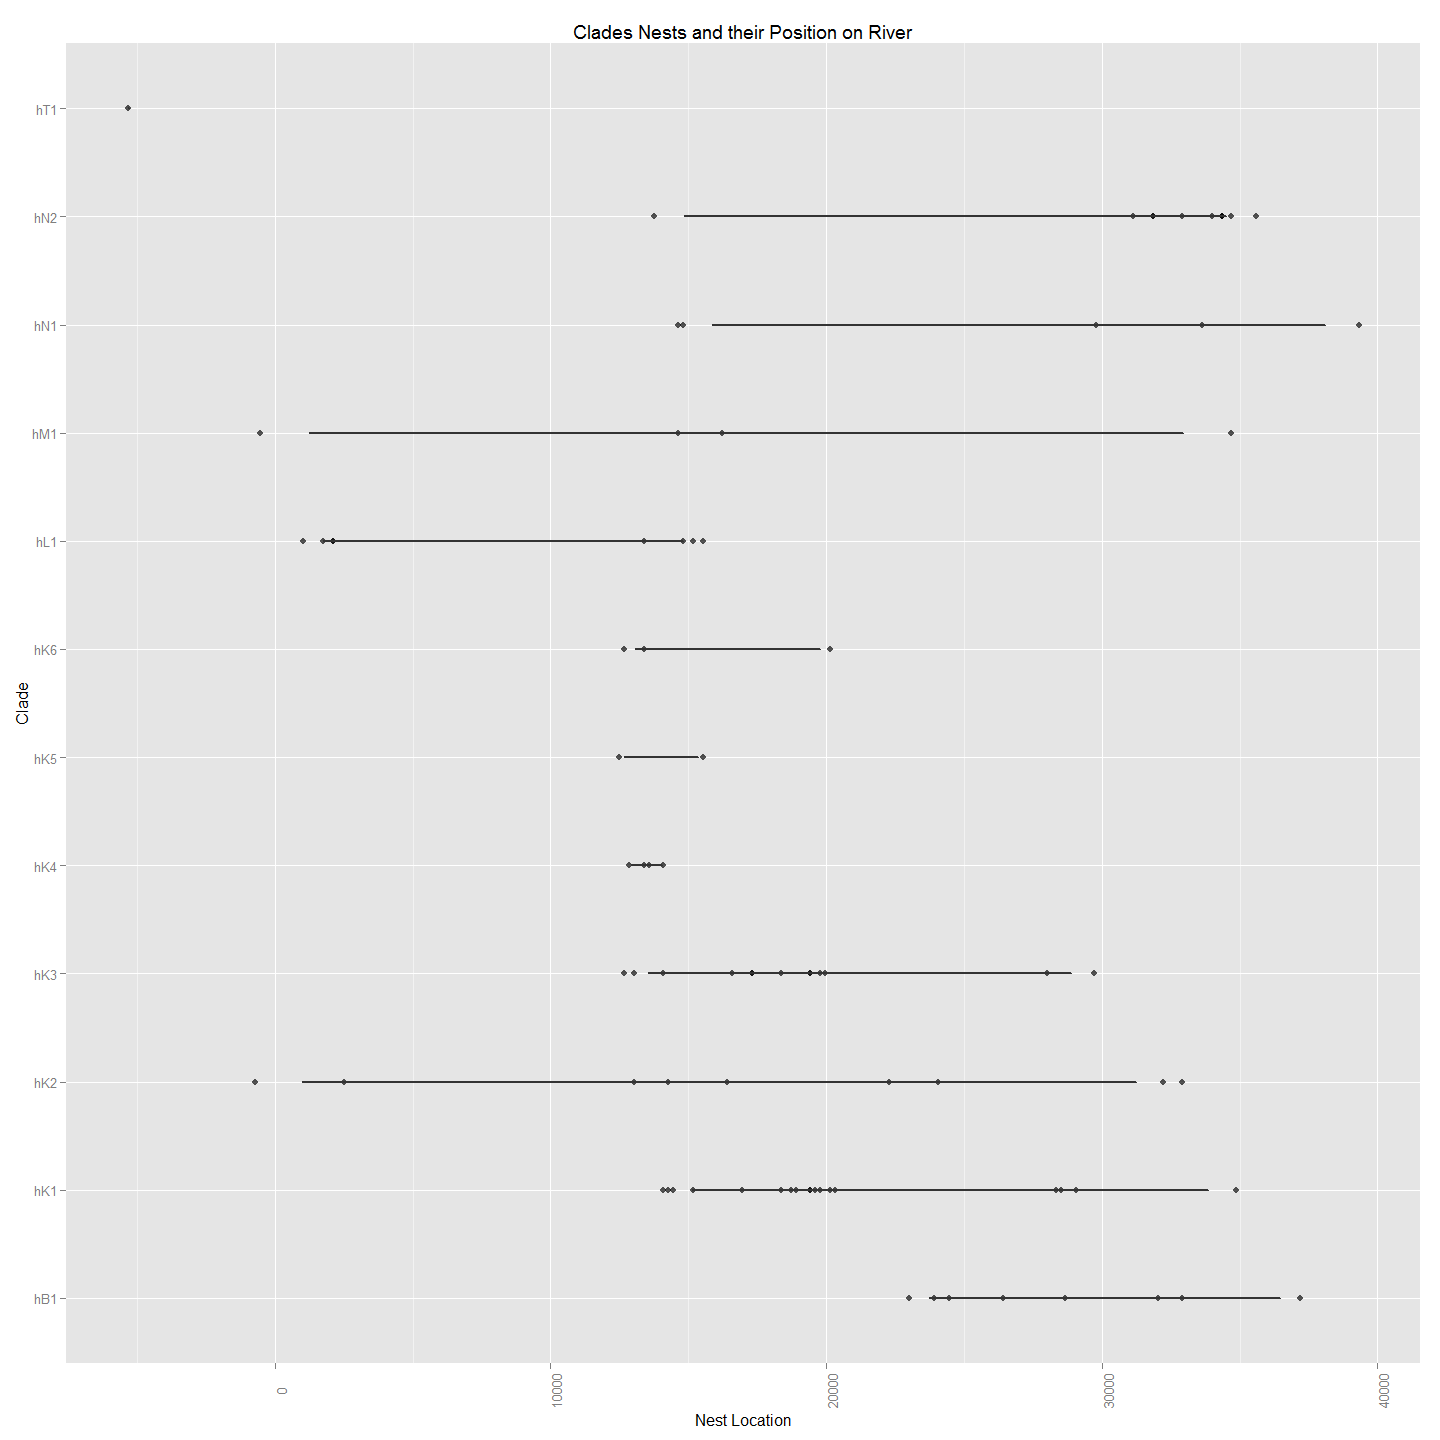 Clades Nests and their Position on River
hT1
hN2
hN1
hM1
hL1
hK6
hK5
hK4
hK3
hK2
hK1
hB1
Clade
0
10000
20000
30000
40000
Nest Location